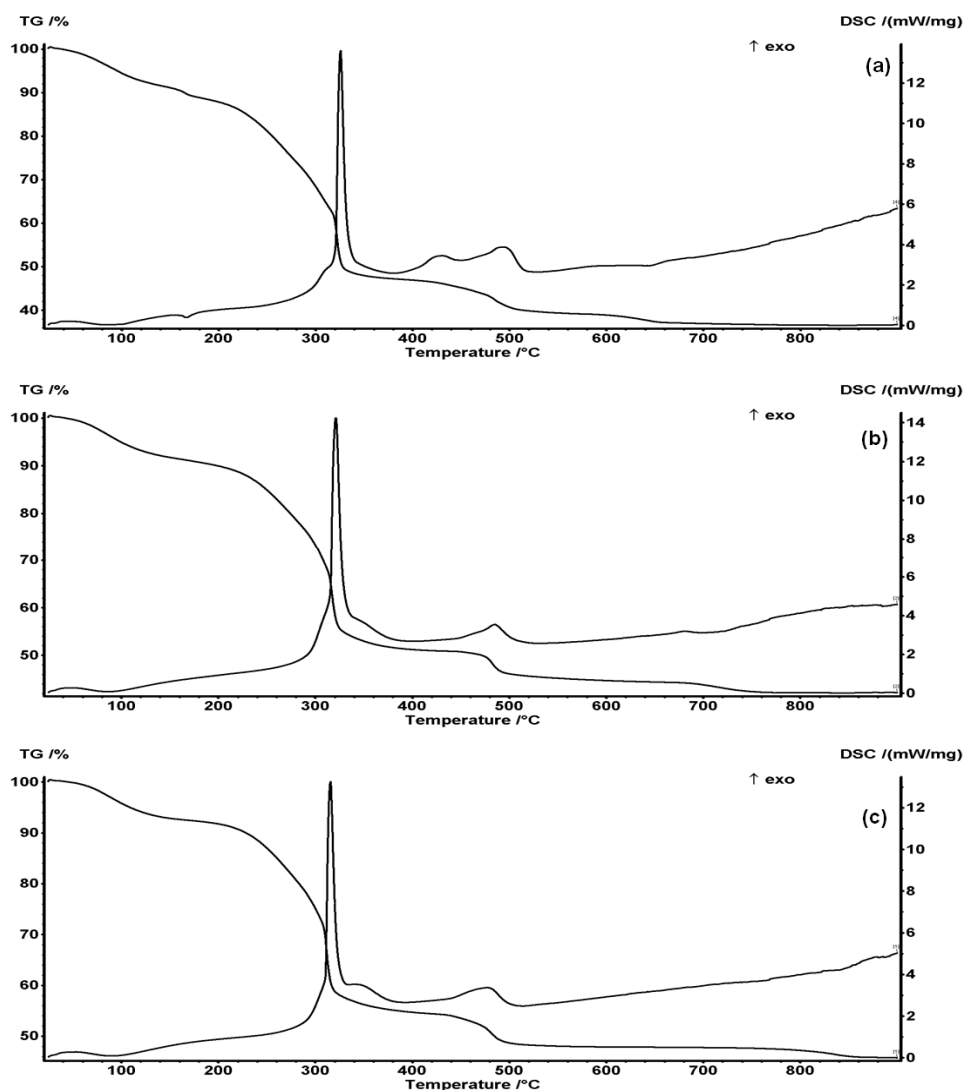 TG /% DSC /(mW/mg)
100 ↑ exo (a)
90 12
80 10
70 8
60 6
50 4
40 2
0
100 200 300 400 500 600 700 800
Temperature /°C
TG /% DSC /(mW/mg)
100 ↑ exo 14
(b)
90 12
80 10
8
70 6
60 4
50 2
0
100 200 300 400 500 600 700 800
Temperature /°C
TG /% DSC /(mW/mg)
100 ↑ exo
12
(c)
90 10
80 8
70 6
60 4
50 2
0
100 200 300 400 500 600 700 800
Temperature /°C